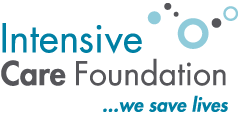 Intensive
Care Foundation
...we save lives